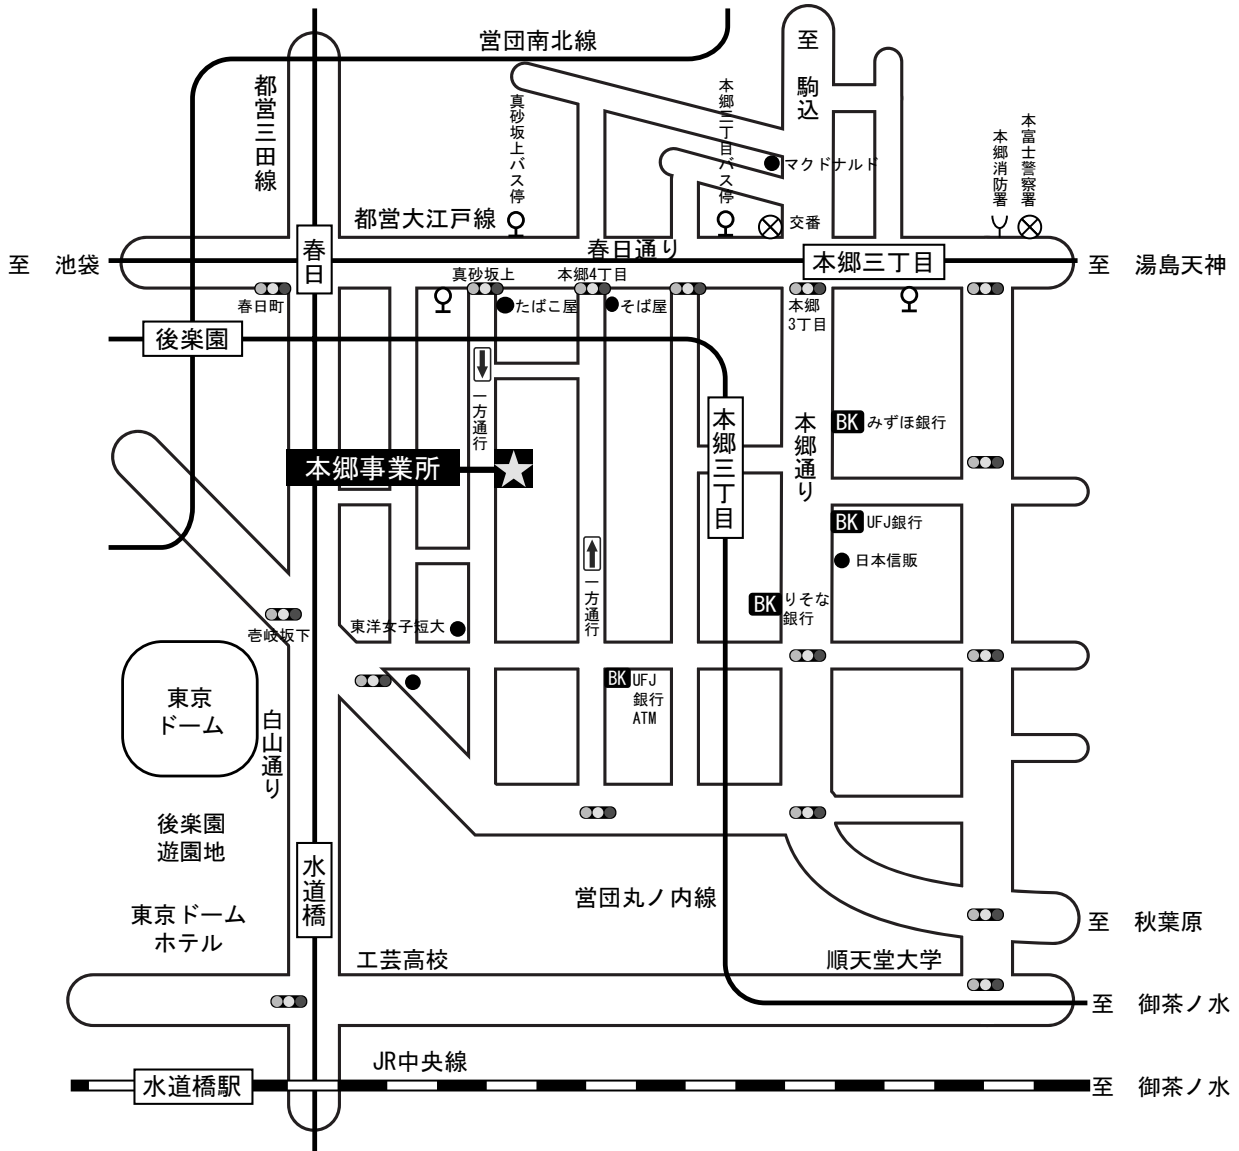 営団南北線
至 駒込
都営三田線
真砂坂上バス停
本郷三丁目バス停
本郷消防署
本富士警察署
マクドナルド
都営大江戸線
交番
春日通り
春日
本郷三丁目
至 池袋
至 湯島天神
真砂坂上
本郷4丁目
春日町
たばこ屋
そば屋
本郷
3丁目
後楽園
一方通行
本郷三丁目
本郷通り
BK みずほ銀行
本郷事業所
BK UFJ銀行
日本信販
一方通行
BK りそな
銀行
東洋女子短大
壱岐坂下
BK UFJ
銀行
ATM
東京
ドーム
白山通り
後楽園
遊園地
水道橋
営団丸ノ内線
東京ドーム
ホテル
至 秋葉原
工芸高校
順天堂大学
至 御茶ノ水
JR中央線
水道橋駅
至 御茶ノ水